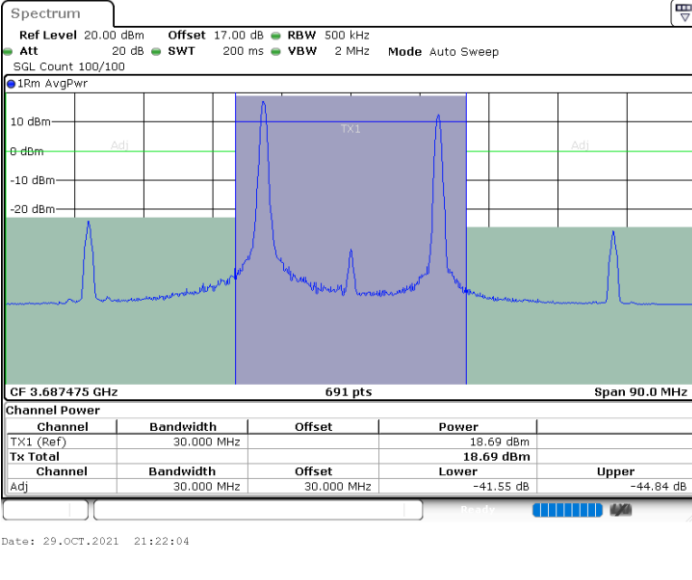 Spectrum
Ref Level 20.00 dBm Offset 17.00 dB RBW 500 kHz
Att 20 dB SWT 200 ms VBW 2 MHz Mode Auto Sweep
SGL Count 100/100
1Rm AvgPwr
10 dBm
TX1
Adj
Adj
0 dBm
-10 dBm
-20 dBm
CF 3.687475 GHz 691 pts Span 90.0 MHz
Channel Power
Channel Bandwidth Offset Power
TX1 (Ref) 30.000 MHz 18.69 dBm
Tx Total 18.69 dBm
Channel Bandwidth Offset Lower Upper
Adj 30.000 MHz 30.000 MHz -41.55 dB -44.84 dB
Ready
Date: 29.OCT.2021 21:22:04